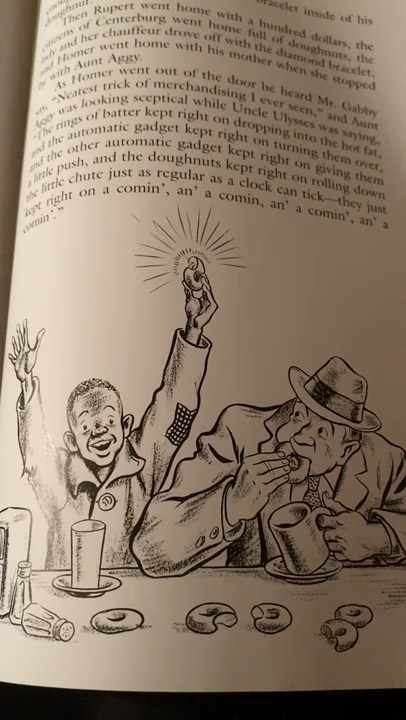 bracelet inside of his
doughnut.
Then Rupert went home with a hundred dollars, the
citizens of Centerburg went home full of doughnuts, the
lady and her chauffeur drove off with the diamond bracelet,
and Homer went home with his mother when she stopped
by with Aunt Aggy.
As Homer went out of the door he heard Mr. Gabby
say, “Neatest trick of merchandising I ever seen,” and Aunt
Aggy was looking sceptical while Uncle Ulysses was saying,
“The rings of batter kept right on dropping into the hot fat,
and the automatic gadget kept right on turning them over,
and the other automatic gadget kept right on giving them
a little push, and the doughnuts kept right on rolling down
the little chute just as regular as a clock can tick—they just
kept right on a comin’, an’ a comin’, an’ a comin’, an’ a
comin’.”